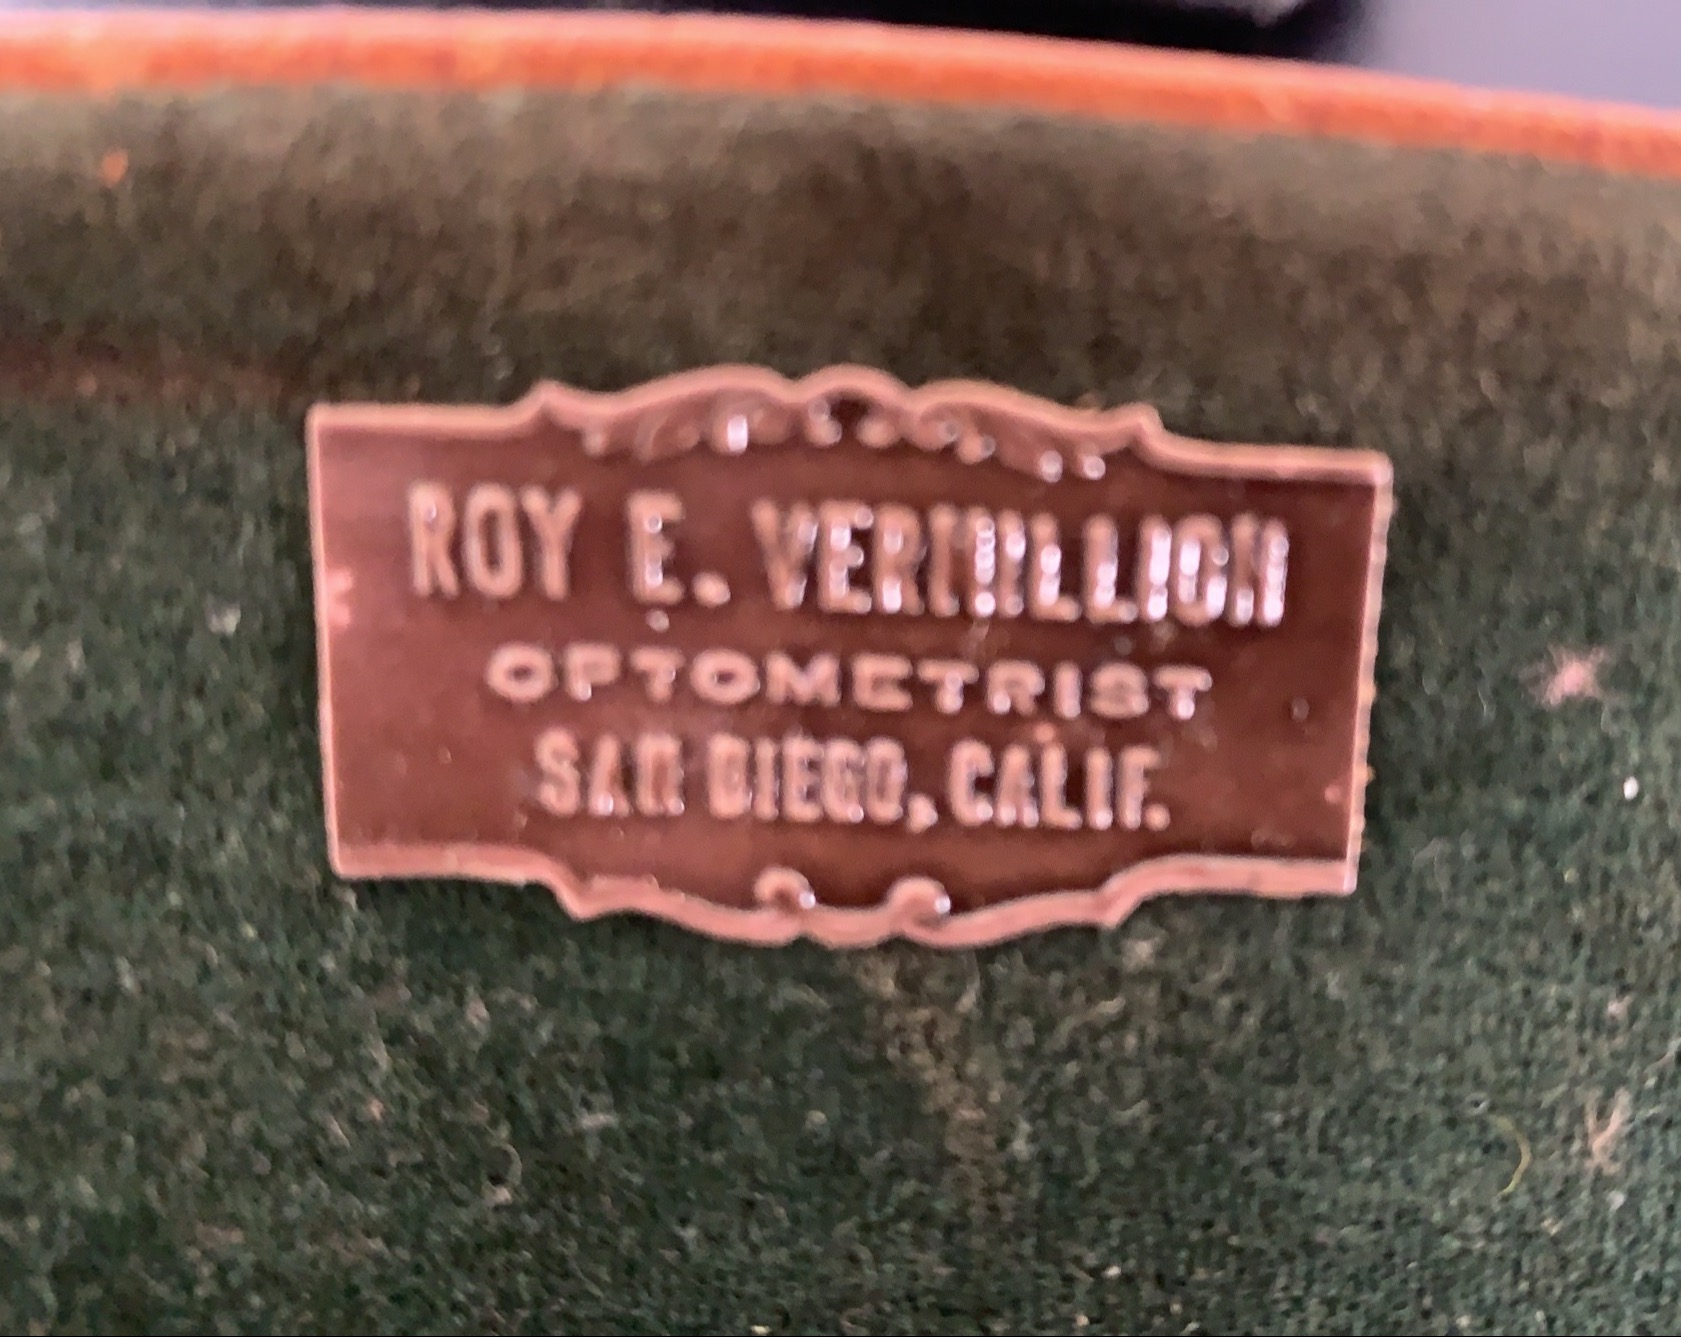 ROY E. VERMILLION
OPTOMETRIST
SAN DIEGO, CALIF.